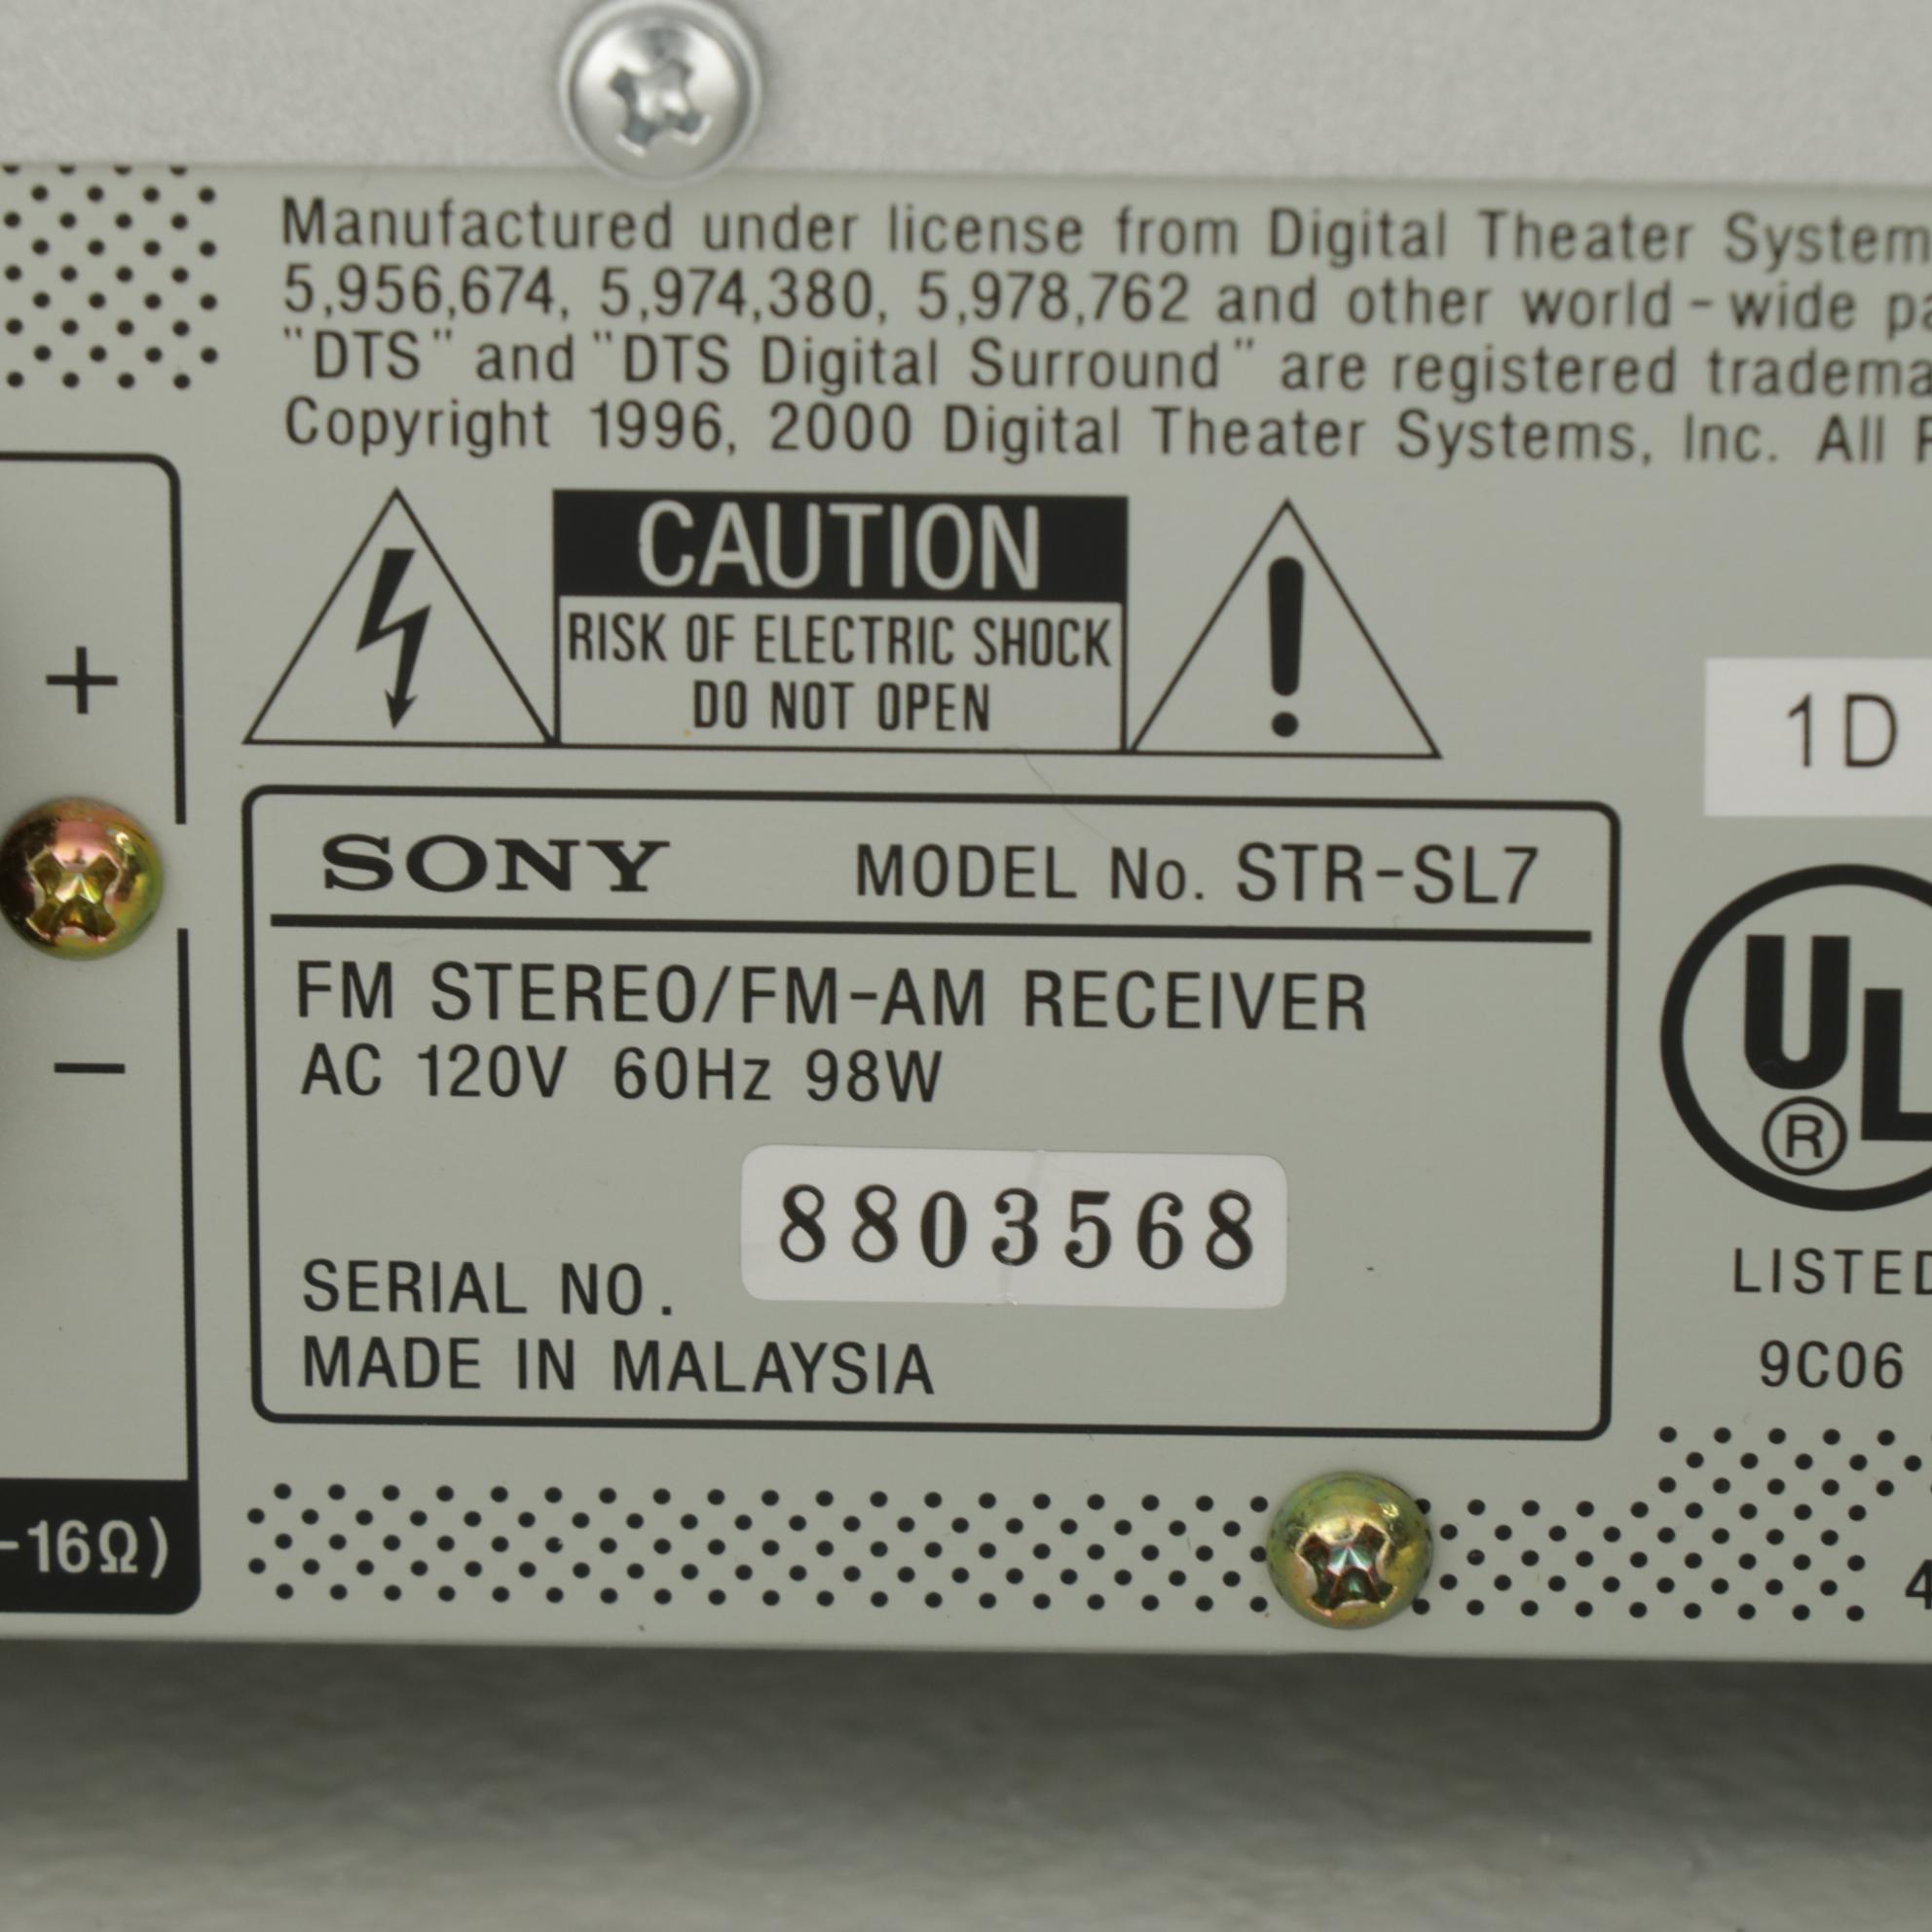 Manufactured under license from Digital Theater System
5,956,674, 5,974,380, 5,978,762 and other world-wide pa
"DTS" and "DTS Digital Surround" are registered tradema
Copyright 1996, 2000 Digital Theater Systems, Inc. All R
CAUTION
RISK OF ELECTRIC SHOCK
DO NOT OPEN
+
−
-16Ω)
1D
SONY MODEL No. STR-SL7
FM STEREO/FM-AM RECEIVER
AC 120V 60Hz 98W
8803568
SERIAL NO.
MADE IN MALAYSIA
UL
®
LISTED
9C06
4